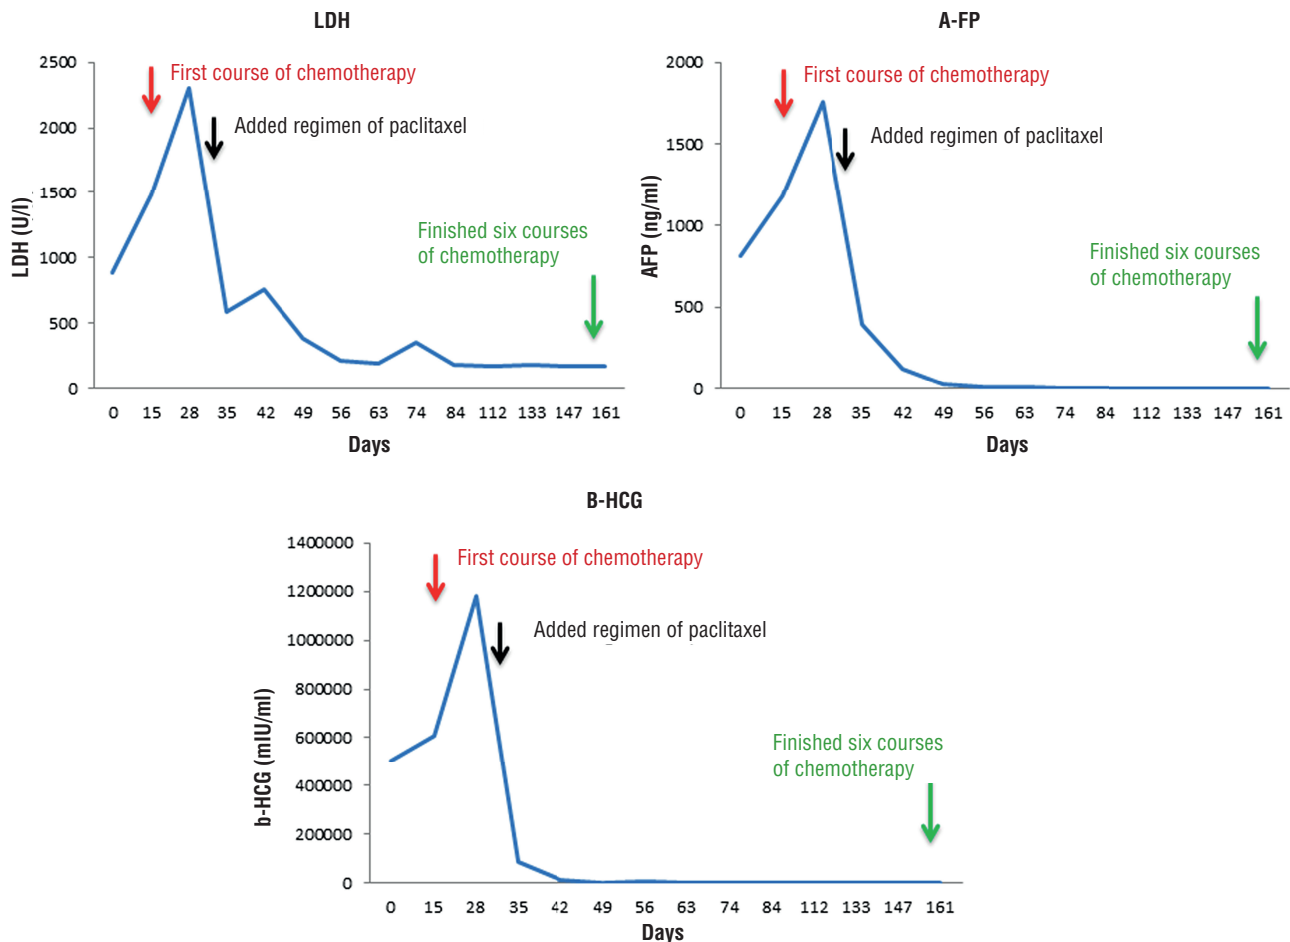 LDH
2500
2000
1500
1000
500
0
LDH (U/l)
First course of chemotherapy
Added regimen of paclitaxel
Finished six courses
of chemotherapy
0 15 28 35 42 49 56 63 74 84 112 133 147 161
Days
A-FP
2000
1500
1000
500
0
AFP (ng/ml)
First course of chemotherapy
Added regimen of paclitaxel
Finished six courses
of chemotherapy
0 15 28 35 42 49 56 63 74 84 112 133 147 161
Days
B-HCG
1400000
1200000
1000000
800000
600000
400000
200000
0
b-HCG (mIU/ml)
First course of chemotherapy
Added regimen of paclitaxel
Finished six courses
of chemotherapy
0 15 28 35 42 49 56 63 74 84 112 133 147 161
Days